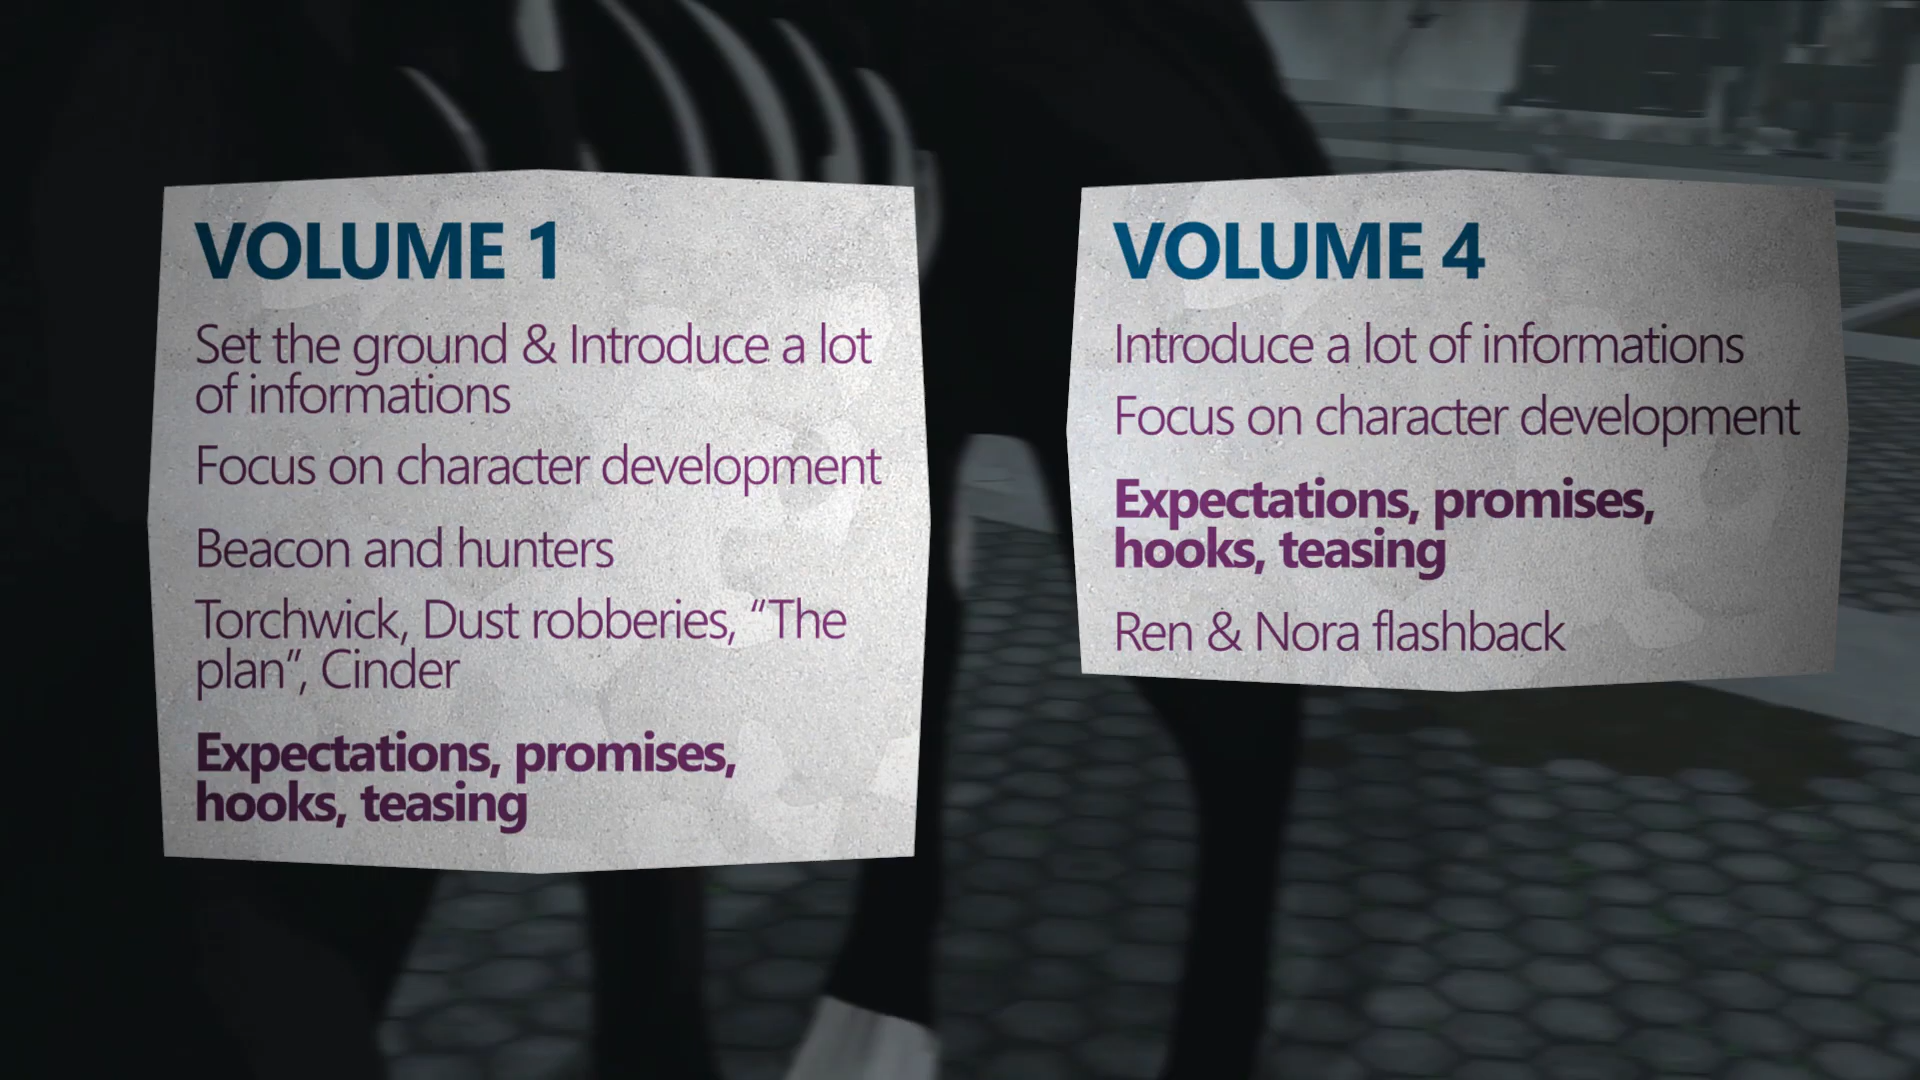 VOLUME 1
Set the ground & Introduce a lot
of informations
Focus on character development
Beacon and hunters
Torchwick, Dust robberies, “The
plan”, Cinder
Expectations, promises,
hooks, teasing
VOLUME 4
Introduce a lot of informations
Focus on character development
Expectations, promises,
hooks, teasing
Ren & Nora flashback